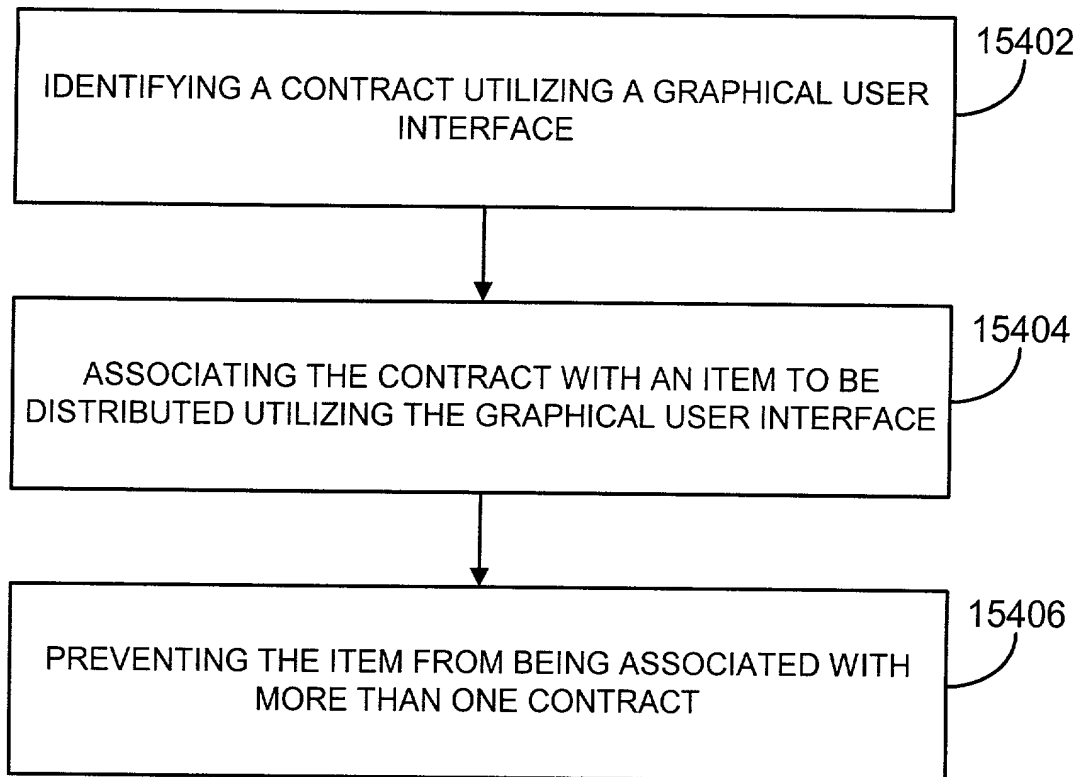 15402
IDENTIFYING A CONTRACT UTILIZING A GRAPHICAL USER
INTERFACE
15404
ASSOCIATING THE CONTRACT WITH AN ITEM TO BE
DISTRIBUTED UTILIZING THE GRAPHICAL USER INTERFACE
15406
PREVENTING THE ITEM FROM BEING ASSOCIATED WITH
MORE THAN ONE CONTRACT